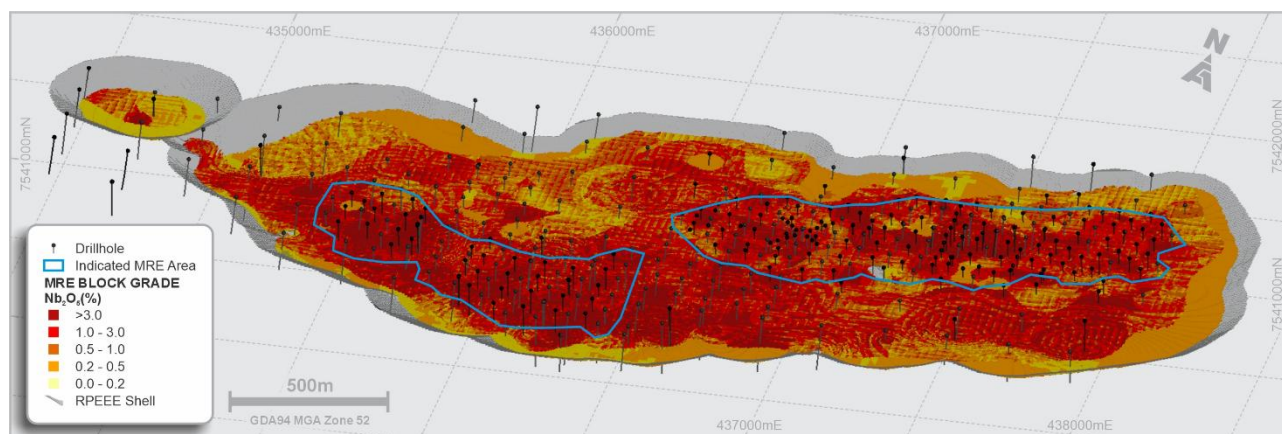 435000mE
436000mE
437000mE
N
7541000mN
7542000mN
Drillhole
Indicated MRE Area
MRE BLOCK GRADE
Nb₂O₅(%)
>3.0
1.0 - 3.0
0.5 - 1.0
0.2 - 0.5
0.0 - 0.2
RPEEE Shell
500m
GDA94 MGA Zone 52
7541000mN
437000mE
438000mE